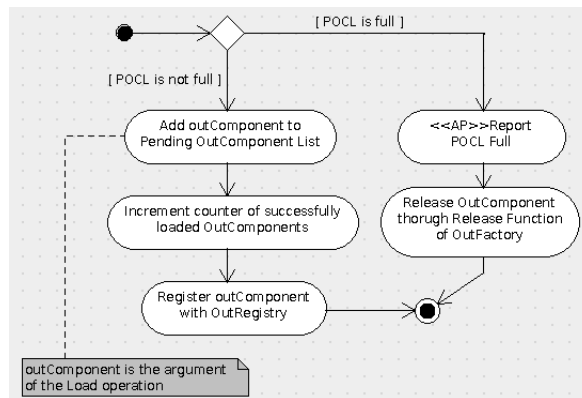 [ POCL is full ]
[ POCL is not full ]
Add outComponent to
Pending OutComponent List
<<AP>>Report
POCL Full
Increment counter of successfully
loaded OutComponents
Release OutComponent
thorugh Release Function
of OutFactory
Register outComponent
with OutRegistry
outComponent is the argument
of the Load operation